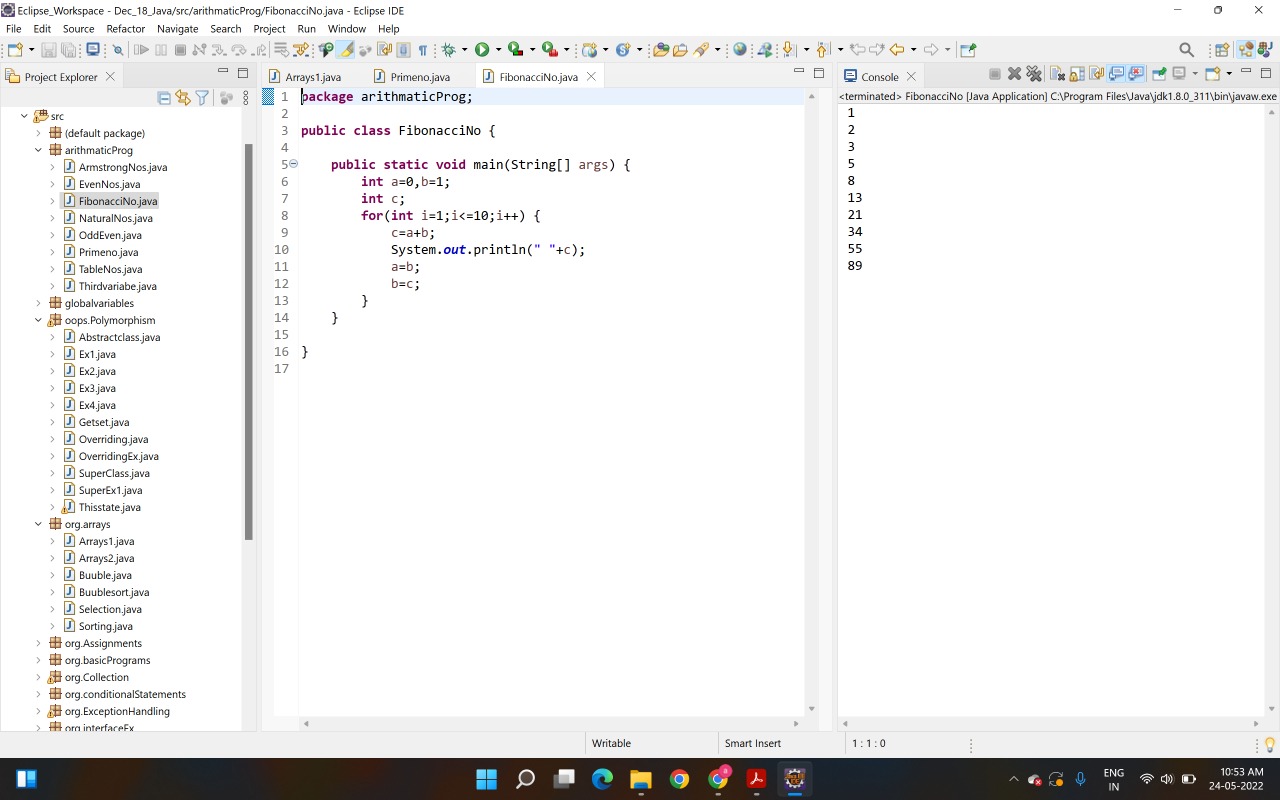 Eclipse_Workspace - Dec_18_Java/src/arithmaticProg/FibonacciNo.java - Eclipse IDE
File Edit Source Refactor Navigate Search Project Run Window Help
Project Explorer
src
(default package)
arithmaticProg
ArmstrongNos.java
EvenNos.java
FibonacciNo.java
NaturalNos.java
OddEven.java
Primeno.java
TableNos.java
Thirdvariabe.java
globalvariables
oops.Polymorphism
Abstractclass.java
Ex1.java
Ex2.java
Ex3.java
Ex4.java
Getset.java
Overriding.java
OverridingEx.java
SuperClass.java
SuperEx1.java
Thisstate.java
org.arrays
Arrays1.java
Arrays2.java
Buuble.java
Buublesort.java
Selection.java
Sorting.java
org.Assignments
org.basicPrograms
org.Collection
org.conditionalStatements
org.ExceptionHandling
org.interfaceEx
Arrays1.java Primeno.java FibonacciNo.java
1 package arithmaticProg;
2
3 public class FibonacciNo {
4
5 public static void main(String[] args) {
6 int a=0,b=1;
7 int c;
8 for(int i=1;i<=10;i++) {
9 c=a+b;
10 System.out.println(" "+c);
11 a=b;
12 b=c;
13 }
14 }
15
16 }
17
Console
<terminated> FibonacciNo [Java Application] C:\Program Files\Java\jdk1.8.0_311\bin\javaw.exe
1
2
3
5
8
13
21
34
55
89
Writable Smart Insert 1 : 1 : 0
ENG
IN
10:53 AM
24-05-2022